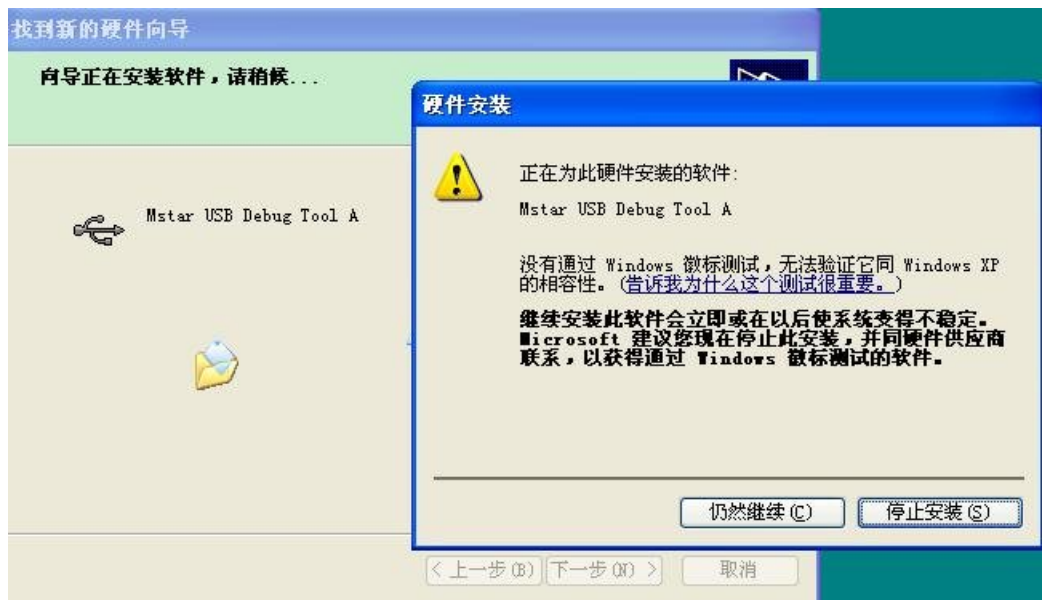 找到新的硬件向导
向导正在安装软件，请稍候...
Mstar USB Debug Tool A
硬件安装
正在为此硬件安装的软件:
Mstar USB Debug Tool A
没有通过 Windows 徽标测试，无法验证它同 Windows XP
的相容性。(告诉我为什么这个测试很重要。)
继续安装此软件会立即或在以后使系统变得不稳定。
Microsoft 建议您现在停止此安装，并同硬件供应商
联系，以获得通过 Windows 徽标测试的软件。
仍然继续(C)
停止安装(S)
< 上一步(B)
下一步(N) >
取消